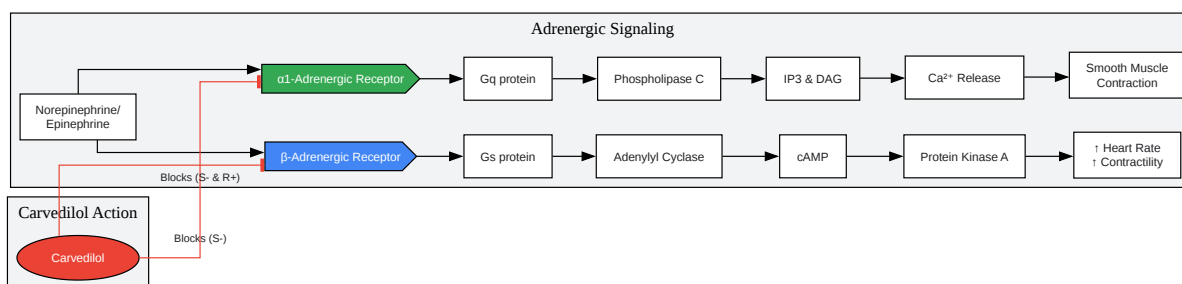 Adrenergic Signaling
α1-Adrenergic Receptor
Gq protein
Phospholipase C
IP3 & DAG
Ca²⁺ Release
Smooth Muscle
Contraction
Norepinephrine/
Epinephrine
β-Adrenergic Receptor
Gs protein
Adenylyl Cyclase
cAMP
Protein Kinase A
↑ Heart Rate
↑ Contractility
Blocks (S- & R+)
Carvedilol Action
Blocks (S-)
Carvedilol